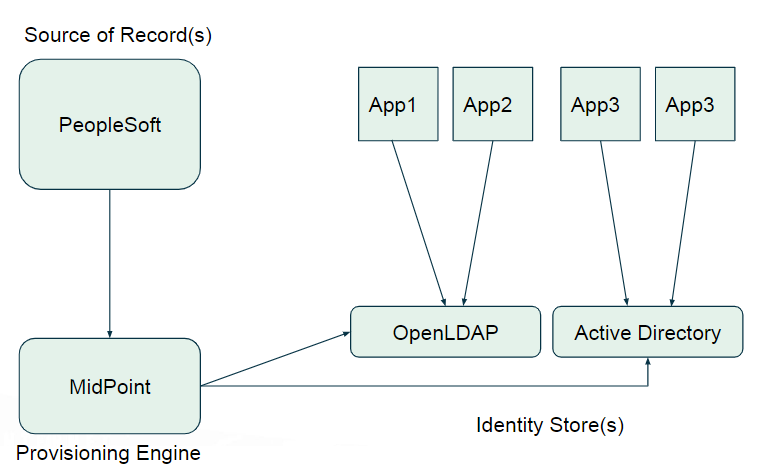 Source of Record(s)
PeopleSoft
App1
App2
App3
App3
OpenLDAP
Active Directory
MidPoint
Identity Store(s)
Provisioning Engine